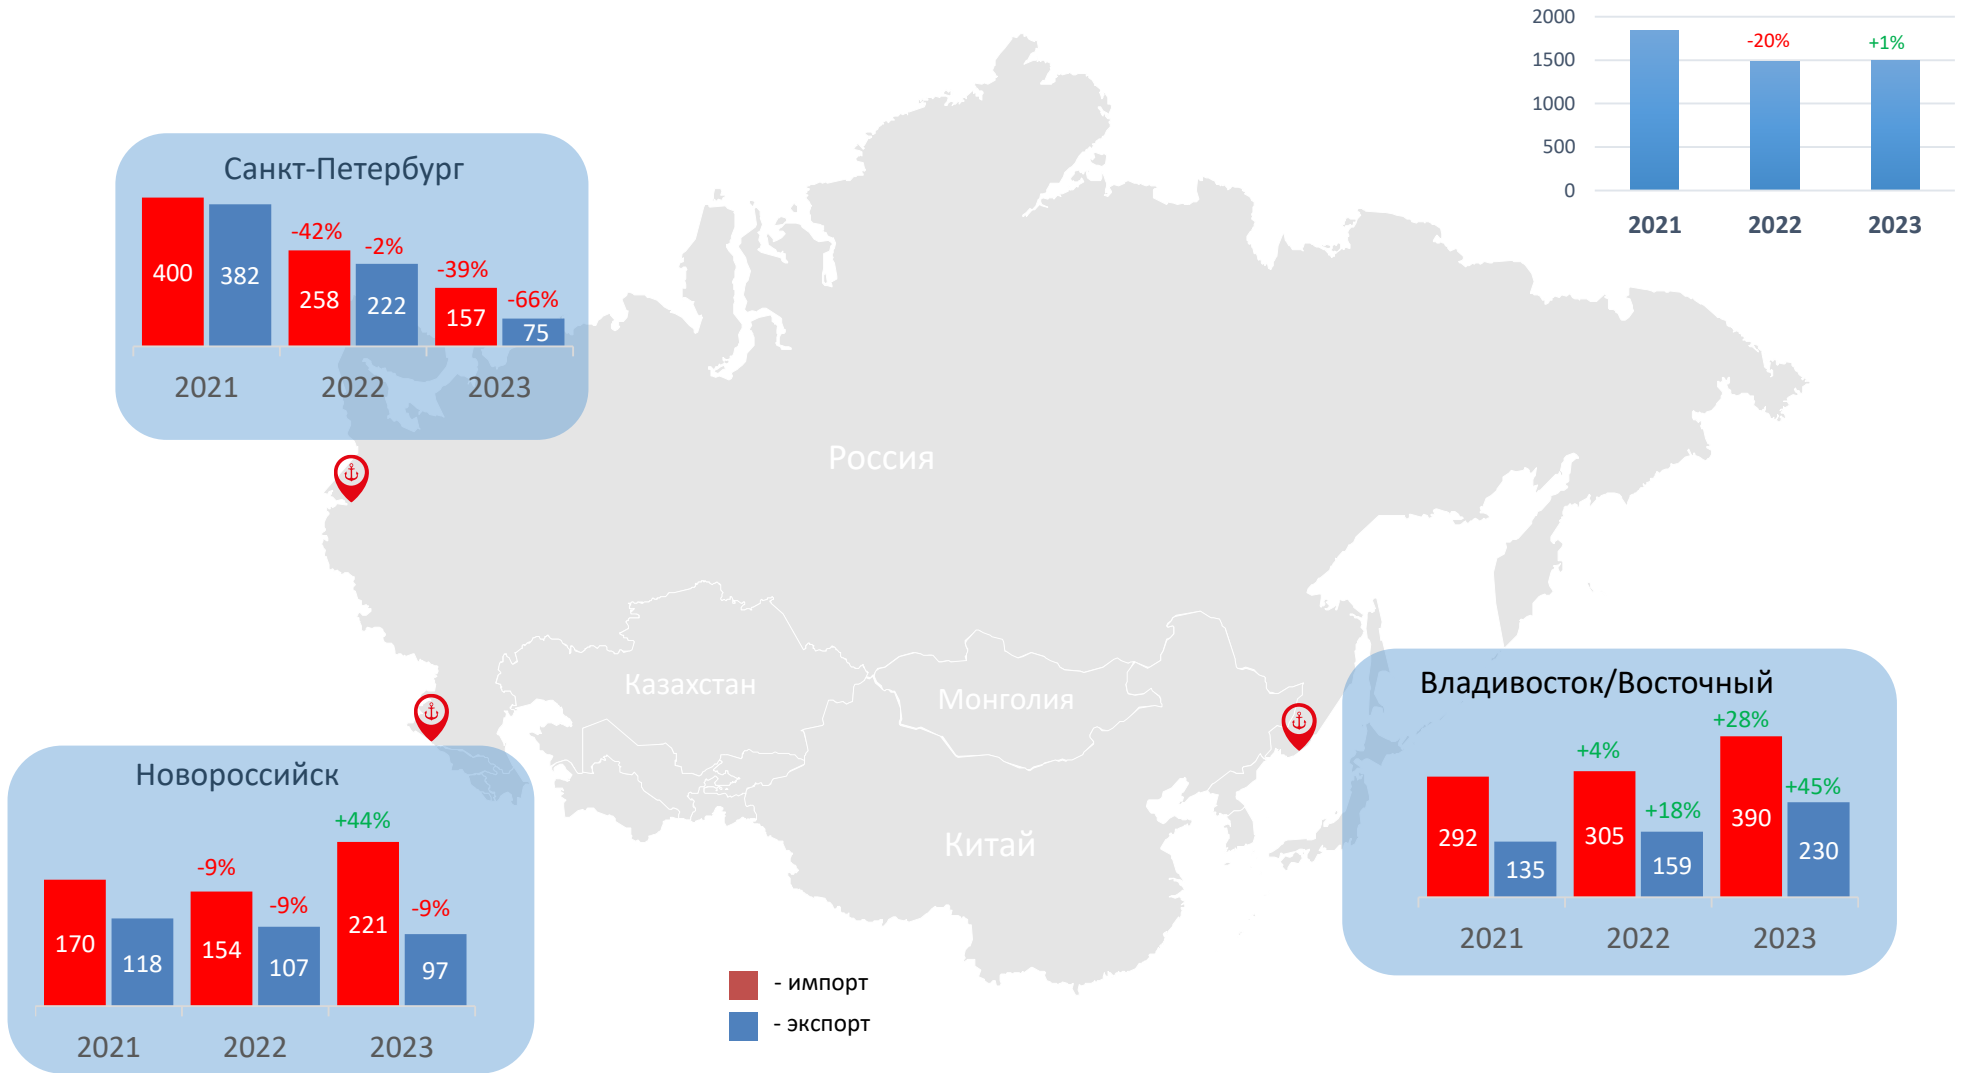 2000
1500
1000
500
0
-20%
+1%
2021 2022 2023
Санкт-Петербург
400 382
-42% -2%
258 222
-39% -66%
157 75
2021 2022 2023
Россия
Казахстан
Монголия
Китай
Новороссийск
170 118
-9% -9%
154 107
+44% -9%
221 97
2021 2022 2023
Владивосток/Восточный
292 135
+4% +18%
305 159
+28% +45%
390 230
2021 2022 2023
- импорт
- экспорт